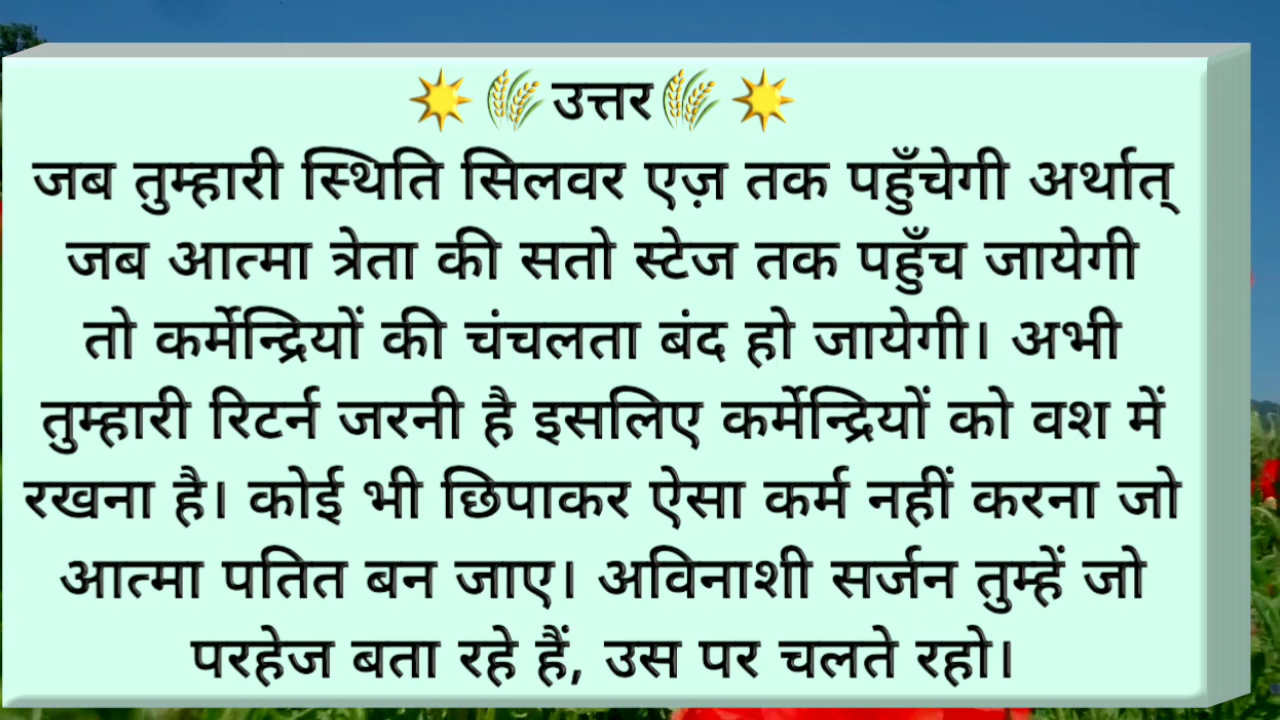 ☀️🌾उत्तर🌾☀️
जब तुम्हारी स्थिति सिलवर एज़ तक पहुँचेगी अर्थात्
जब आत्मा त्रेता की सतो स्टेज तक पहुँच जायेगी
तो कर्मेन्द्रियों की चंचलता बंद हो जायेगी। अभी
तुम्हारी रिटर्न जरनी है इसलिए कर्मेन्द्रियों को वश में
रखना है। कोई भी छिपाकर ऐसा कर्म नहीं करना जो
आत्मा पतित बन जाए। अविनाशी सर्जन तुम्हें जो
परहेज बता रहे हैं, उस पर चलते रहो।